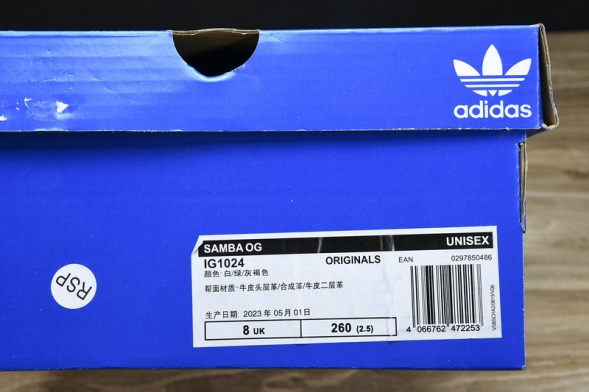 adidas
SAMBA OG UNISEX
IG1024 ORIGINALS EAN 0297850486
颜色: 白/绿/灰褐色
帮面材质: 牛皮头层革/合成革/牛皮二层革
生产日期: 2023 年 05 月 01 日
8 UK 260 (2.5)
4 066762 472253
RSP